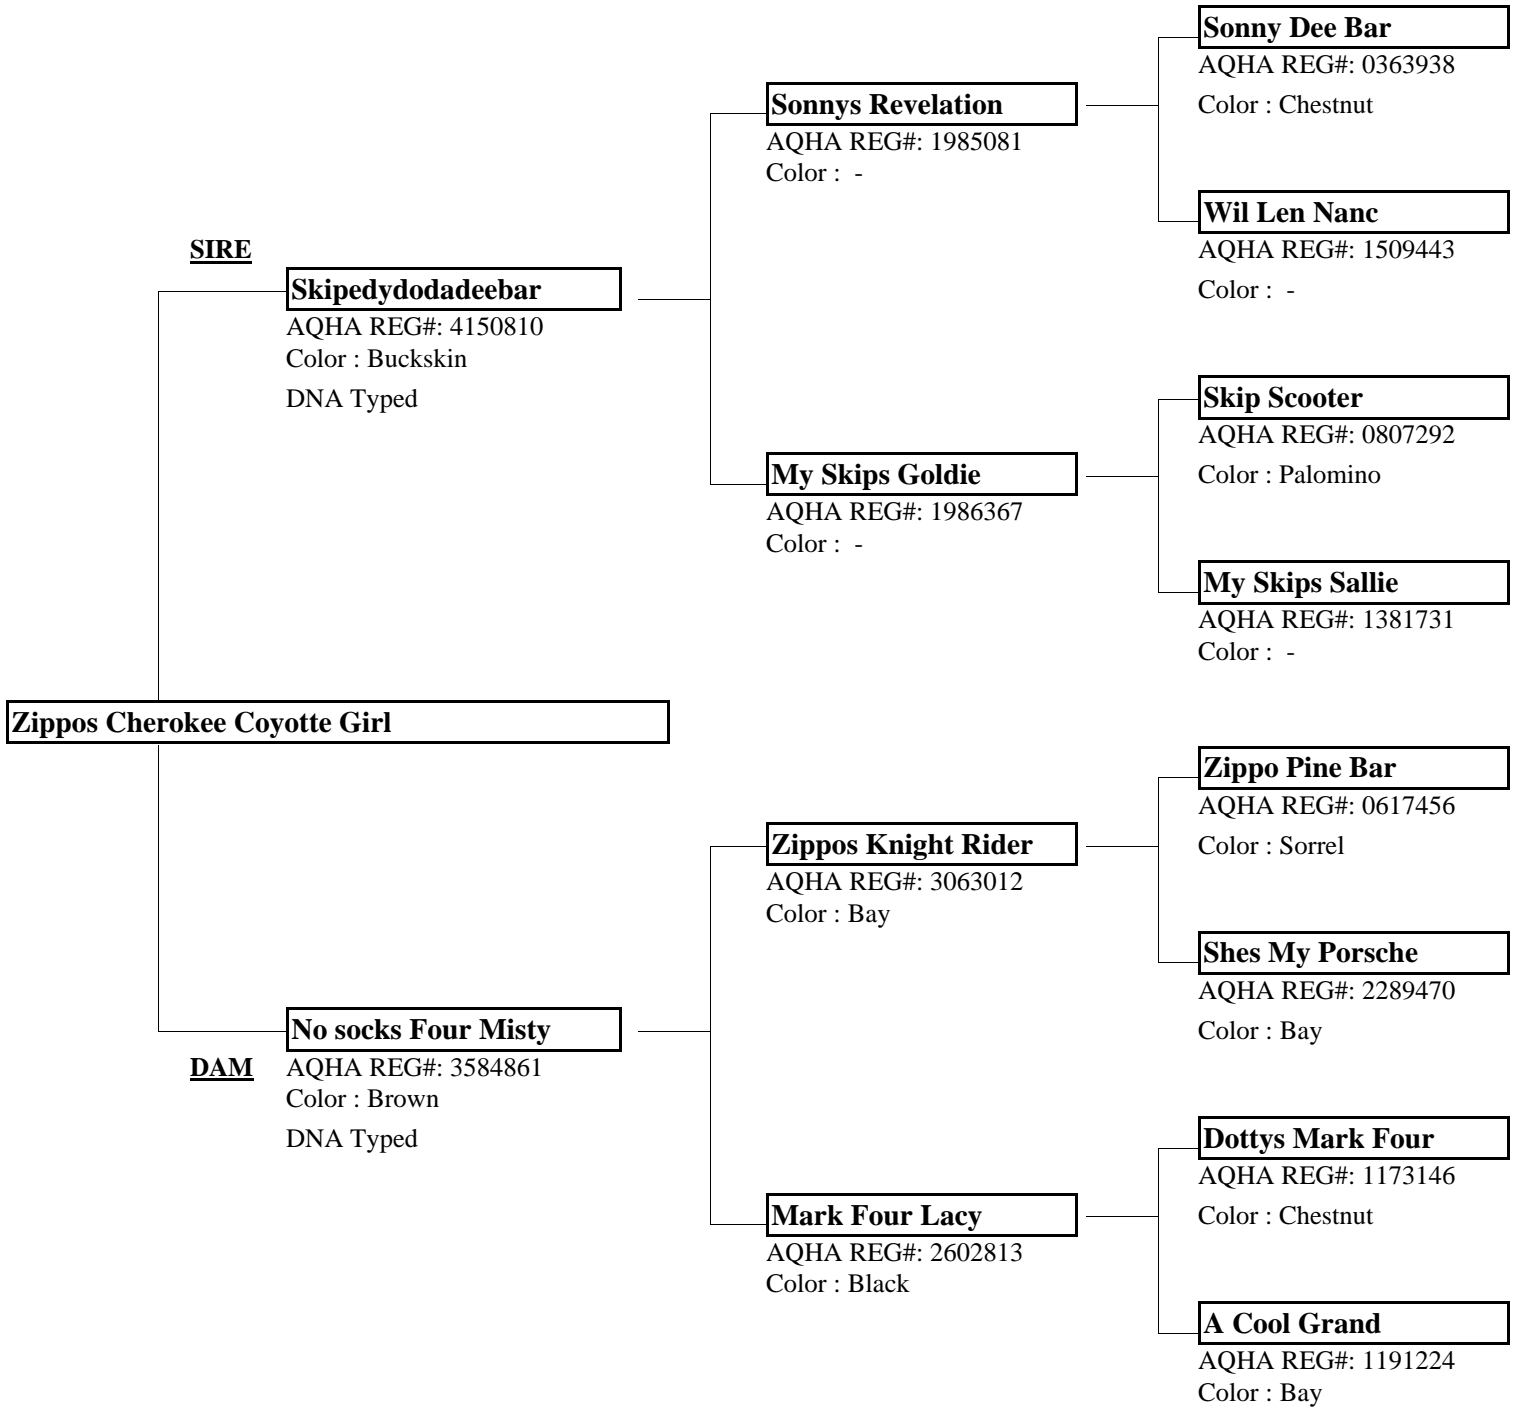 Sonny Dee Bar
AQHA REG#: 0363938
Color : Chestnut
Sonnys Revelation
AQHA REG#: 1985081
Color : -
Wil Len Nanc
AQHA REG#: 1509443
Color : -
SIRE
Skipedydodadeebar
AQHA REG#: 4150810
Color : Buckskin
DNA Typed
Skip Scooter
AQHA REG#: 0807292
Color : Palomino
My Skips Goldie
AQHA REG#: 1986367
Color : -
My Skips Sallie
AQHA REG#: 1381731
Color : -
Zippos Cherokee Coyotte Girl
Zippo Pine Bar
AQHA REG#: 0617456
Color : Sorrel
Zippos Knight Rider
AQHA REG#: 3063012
Color : Bay
Shes My Porsche
AQHA REG#: 2289470
Color : Bay
No socks Four Misty
DAM
AQHA REG#: 3584861
Color : Brown
DNA Typed
Dottys Mark Four
AQHA REG#: 1173146
Color : Chestnut
Mark Four Lacy
AQHA REG#: 2602813
Color : Black
A Cool Grand
AQHA REG#: 1191224
Color : Bay